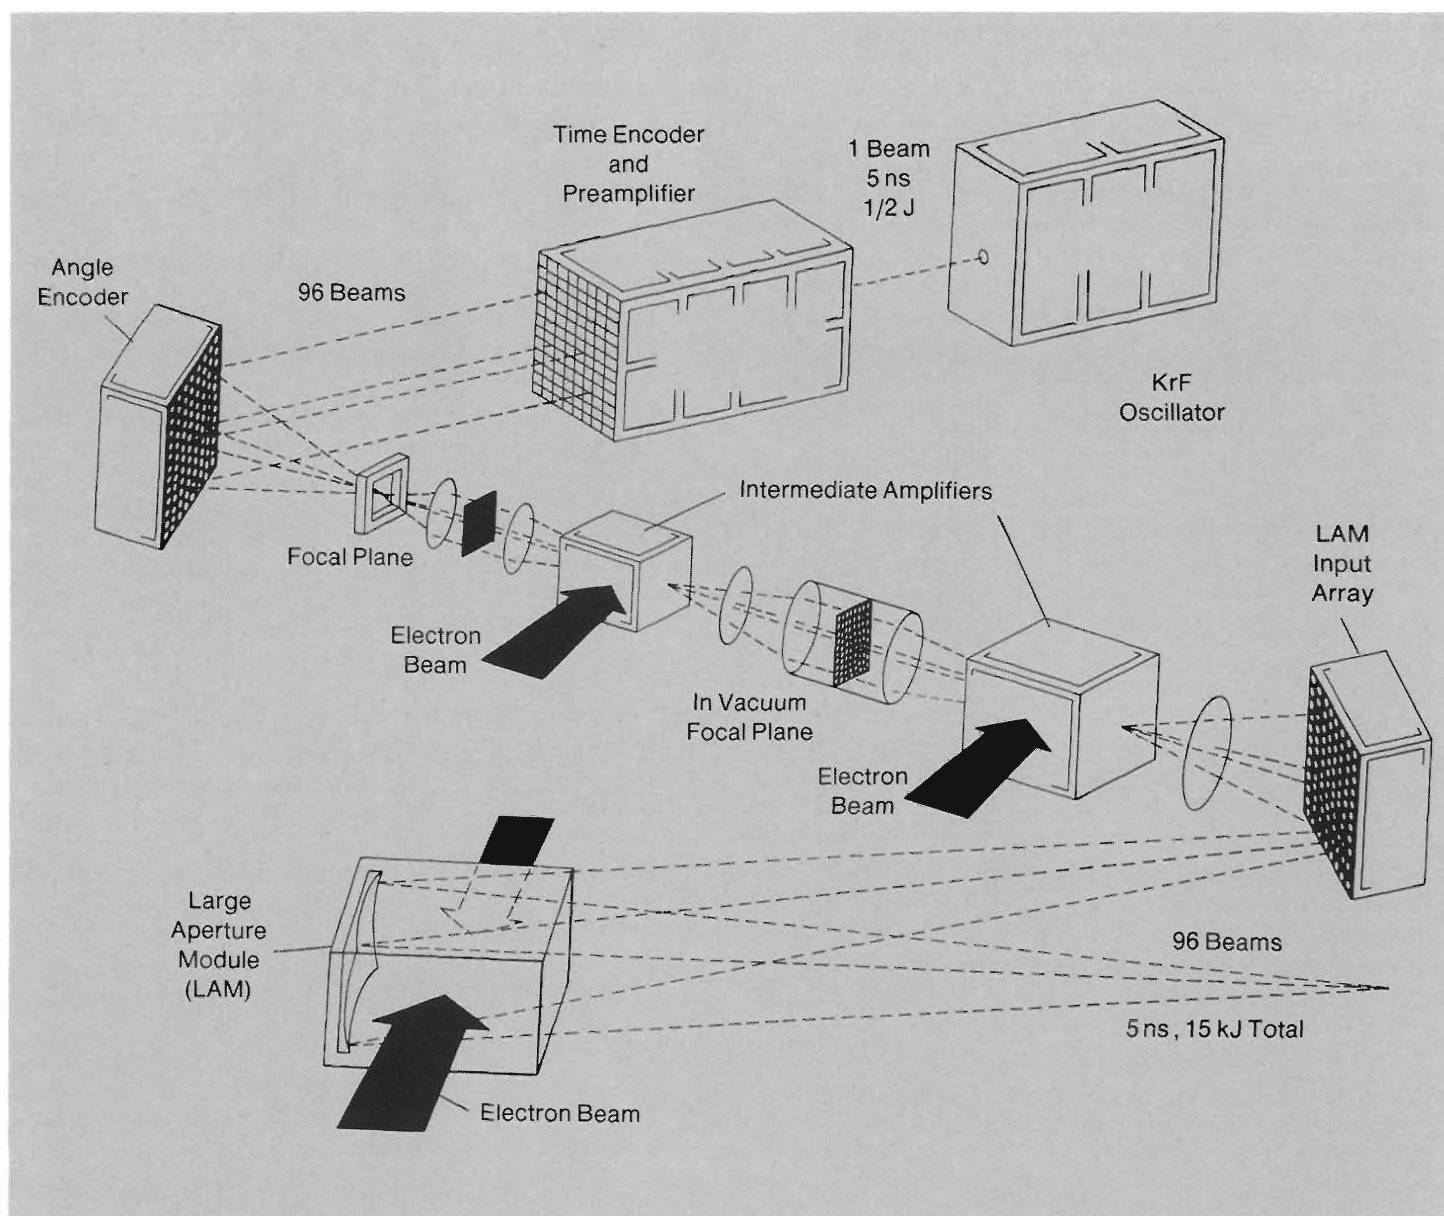 Time Encoder
and
Preamplifier
1 Beam
5 ns
1/2 J
Angle
Encoder
96 Beams
KrF
Oscillator
Intermediate Amplifiers
Focal Plane
LAM
Input
Array
Electron
Beam
In Vacuum
Focal Plane
Electron
Beam
Large
Aperture
Module
(LAM)
96 Beams
5 ns, 15 kJ Total
Electron Beam